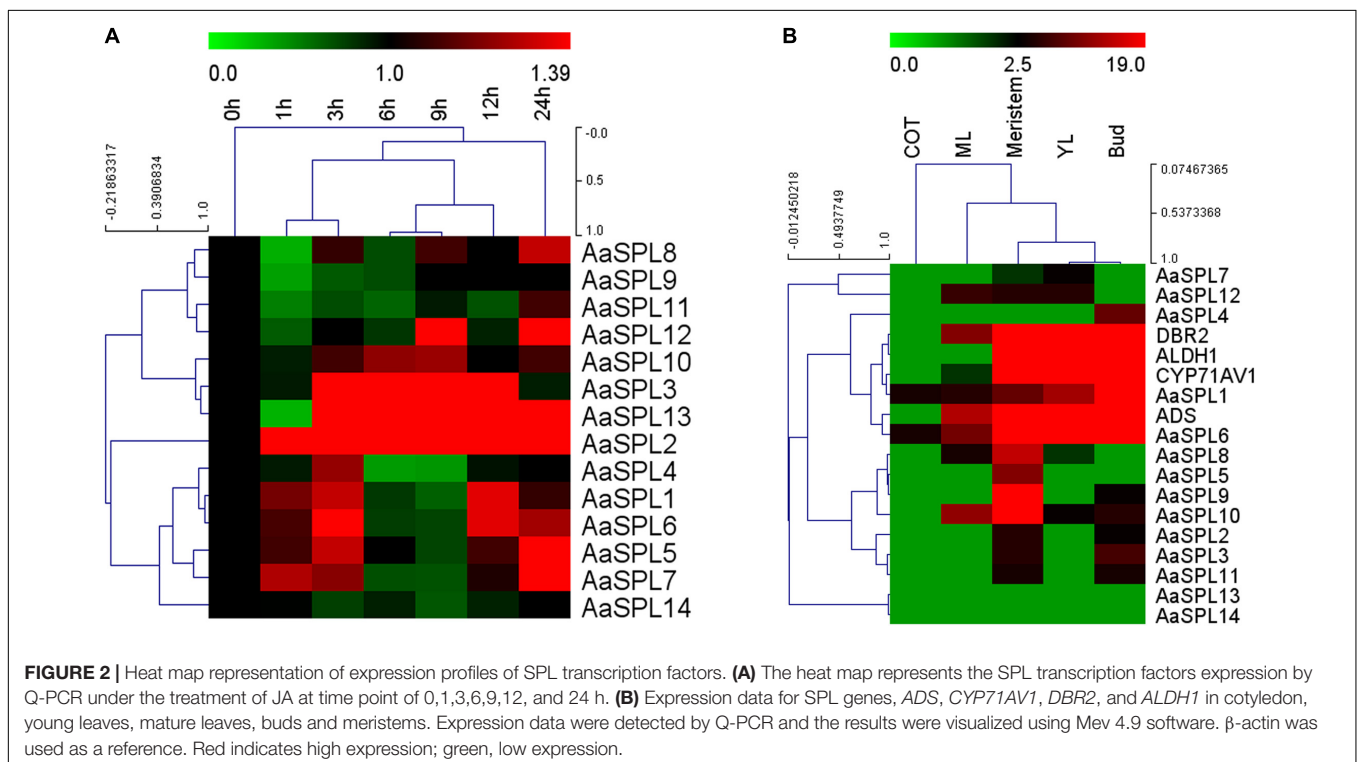 A
0.0 1.0 1.39
0h 1h 3h 6h 9h 12h 24h
-0.0
0.5
1.0
-0.21863317 0.3906834 1.0
AaSPL8
AaSPL9
AaSPL11
AaSPL12
AaSPL10
AaSPL3
AaSPL13
AaSPL2
AaSPL4
AaSPL1
AaSPL6
AaSPL5
AaSPL7
AaSPL14
B
0.0 2.5 19.0
COT ML Meristem YL Bud
0.07467365
0.5373368
1.0
-0.012450218 0.4937749 1.0
AaSPL7
AaSPL12
AaSPL4
DBR2
ALDH1
CYP71AV1
AaSPL1
ADS
AaSPL6
AaSPL8
AaSPL5
AaSPL9
AaSPL10
AaSPL2
AaSPL3
AaSPL11
AaSPL13
AaSPL14
FIGURE 2 | Heat map representation of expression profiles of SPL transcription factors. (A) The heat map represents the SPL transcription factors expression by
Q-PCR under the treatment of JA at time point of 0,1,3,6,9,12, and 24 h. (B) Expression data for SPL genes, ADS, CYP71AV1, DBR2, and ALDH1 in cotyledon,
young leaves, mature leaves, buds and meristems. Expression data were detected by Q-PCR and the results were visualized using Mev 4.9 software. β-actin was
used as a reference. Red indicates high expression; green, low expression.